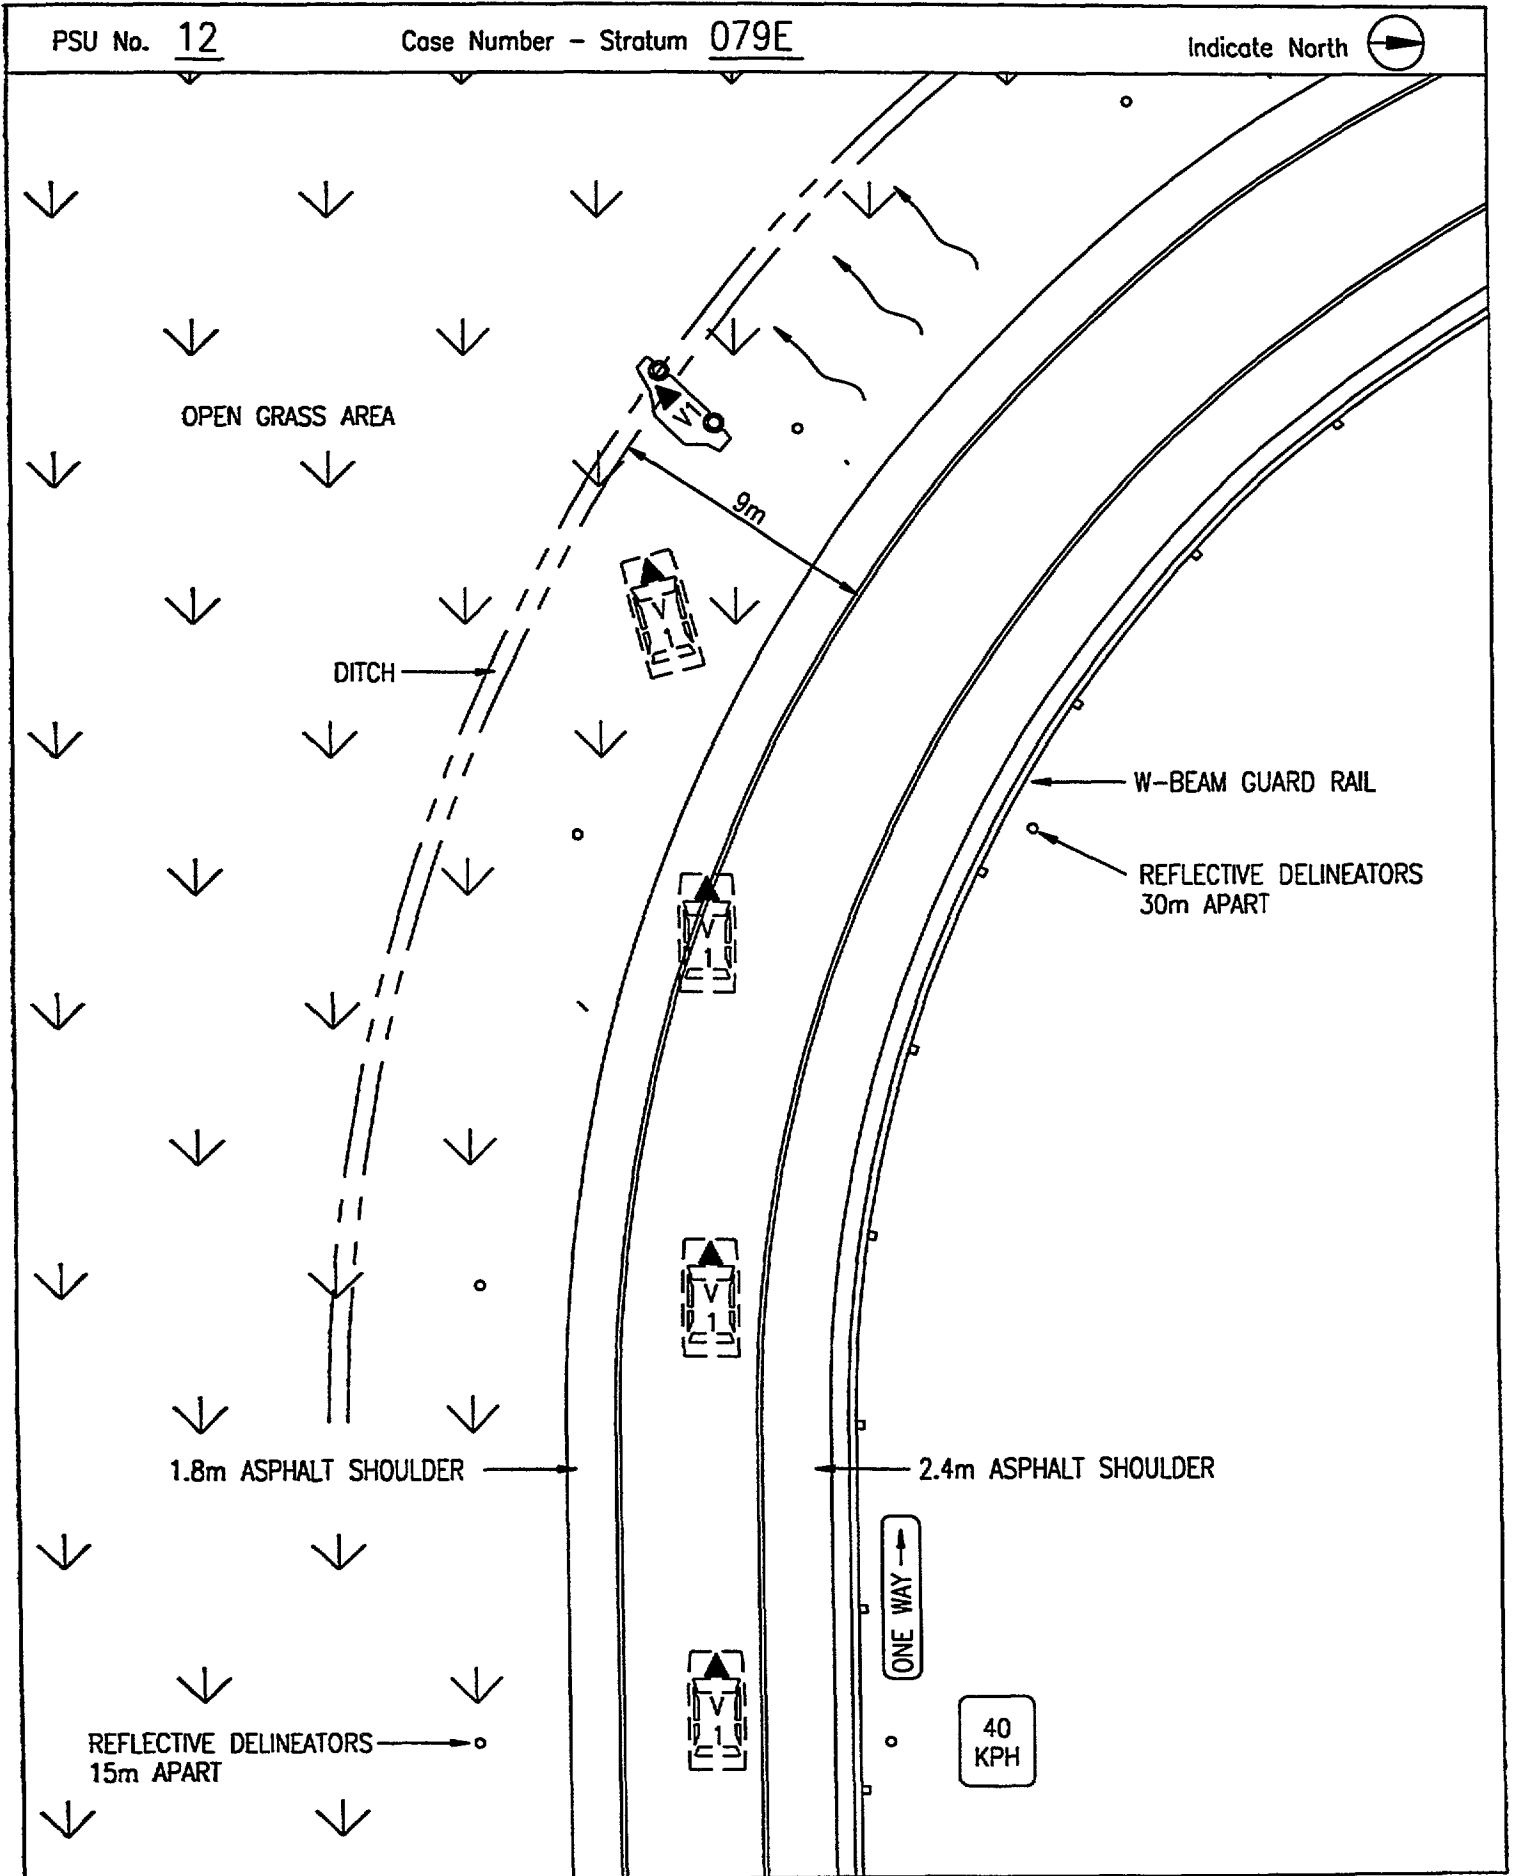 PSU No. 12 Case Number - Stratum 079E Indicate North
OPEN GRASS AREA
V1
9m
V
1
DITCH
W-BEAM GUARD RAIL
REFLECTIVE DELINEATORS
30m APART
V
1
V
1
1.8m ASPHALT SHOULDER
2.4m ASPHALT SHOULDER
ONE WAY
V
1
40
KPH
REFLECTIVE DELINEATORS
15m APART